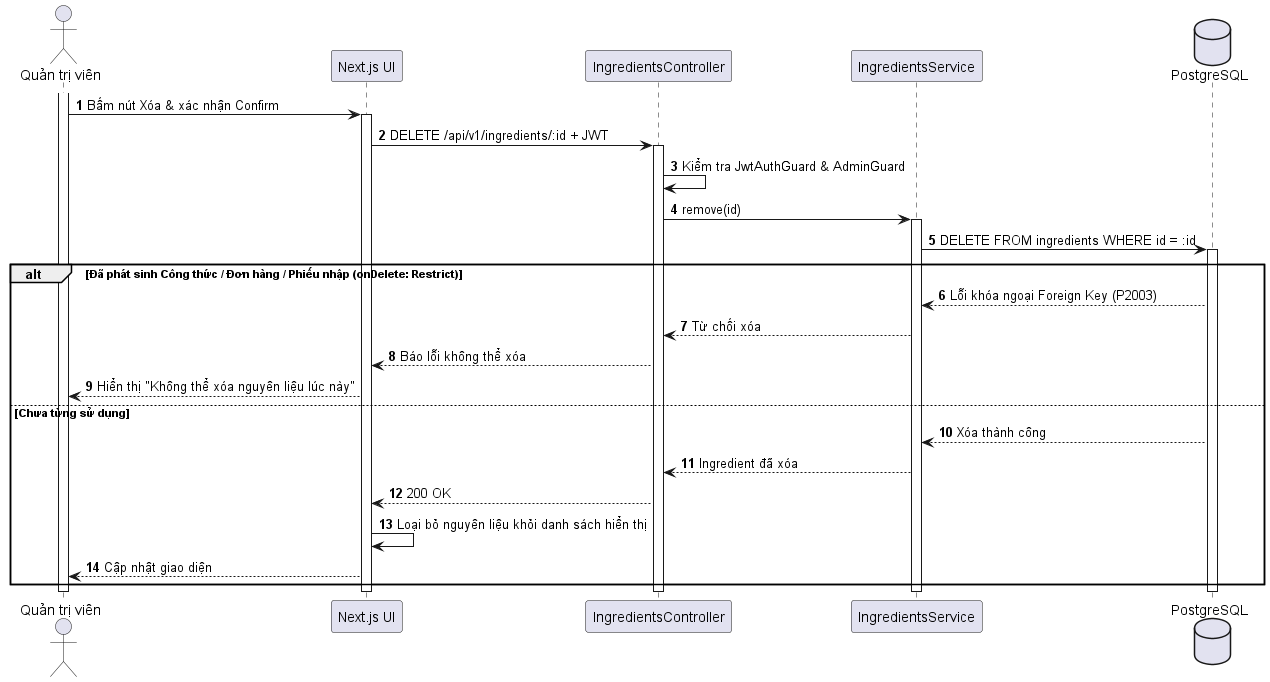 Quản trị viên
Next.js UI
IngredientsController
IngredientsService
PostgreSQL
1 Bấm nút Xóa & xác nhận Confirm
2 DELETE /api/v1/ingredients/:id + JWT
3 Kiểm tra JwtAuthGuard & AdminGuard
4 remove(id)
5 DELETE FROM ingredients WHERE id = :id
alt [Đã phát sinh Công thức / Đơn hàng / Phiếu nhập (onDelete: Restrict)]
6 Lỗi khóa ngoại Foreign Key (P2003)
7 Từ chối xóa
8 Báo lỗi không thể xóa
9 Hiển thị "Không thể xóa nguyên liệu lúc này"
[Chưa từng sử dụng]
10 Xóa thành công
11 Ingredient đã xóa
12 200 OK
13 Loại bỏ nguyên liệu khỏi danh sách hiển thị
14 Cập nhật giao diện
Quản trị viên
Next.js UI
IngredientsController
IngredientsService
PostgreSQL